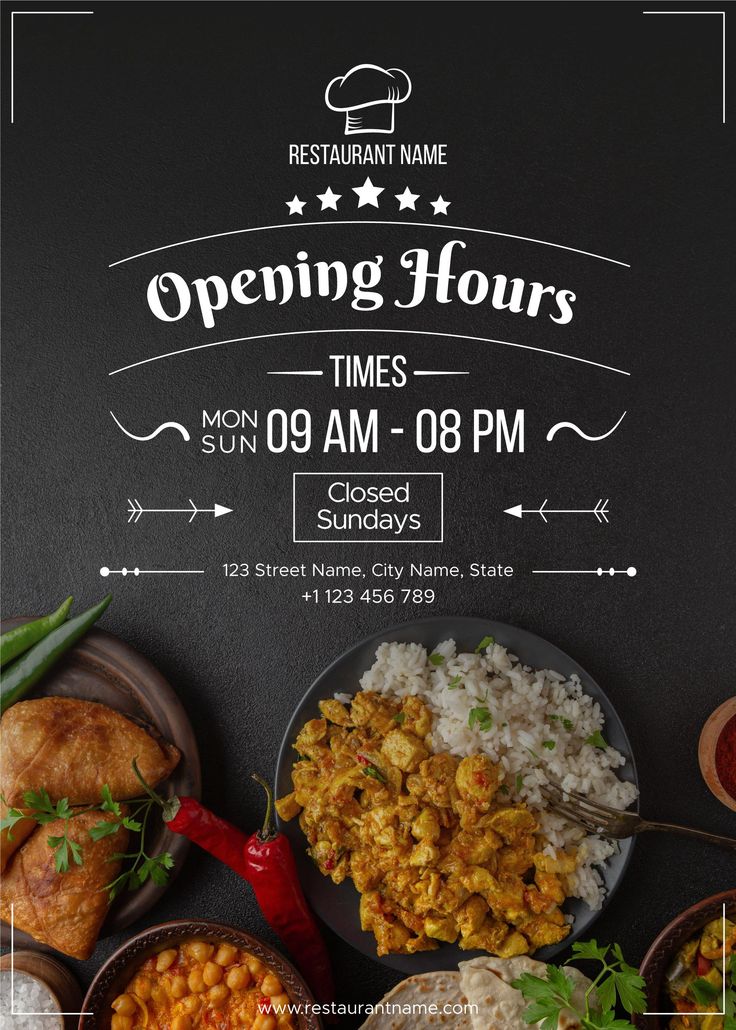 RESTAURANT NAME
Opening Hours
TIMES
MON
SUN
09 AM - 08 PM
Closed
Sundays
123 Street Name, City Name, State
+1 123 456 789
www.restaurantname.com